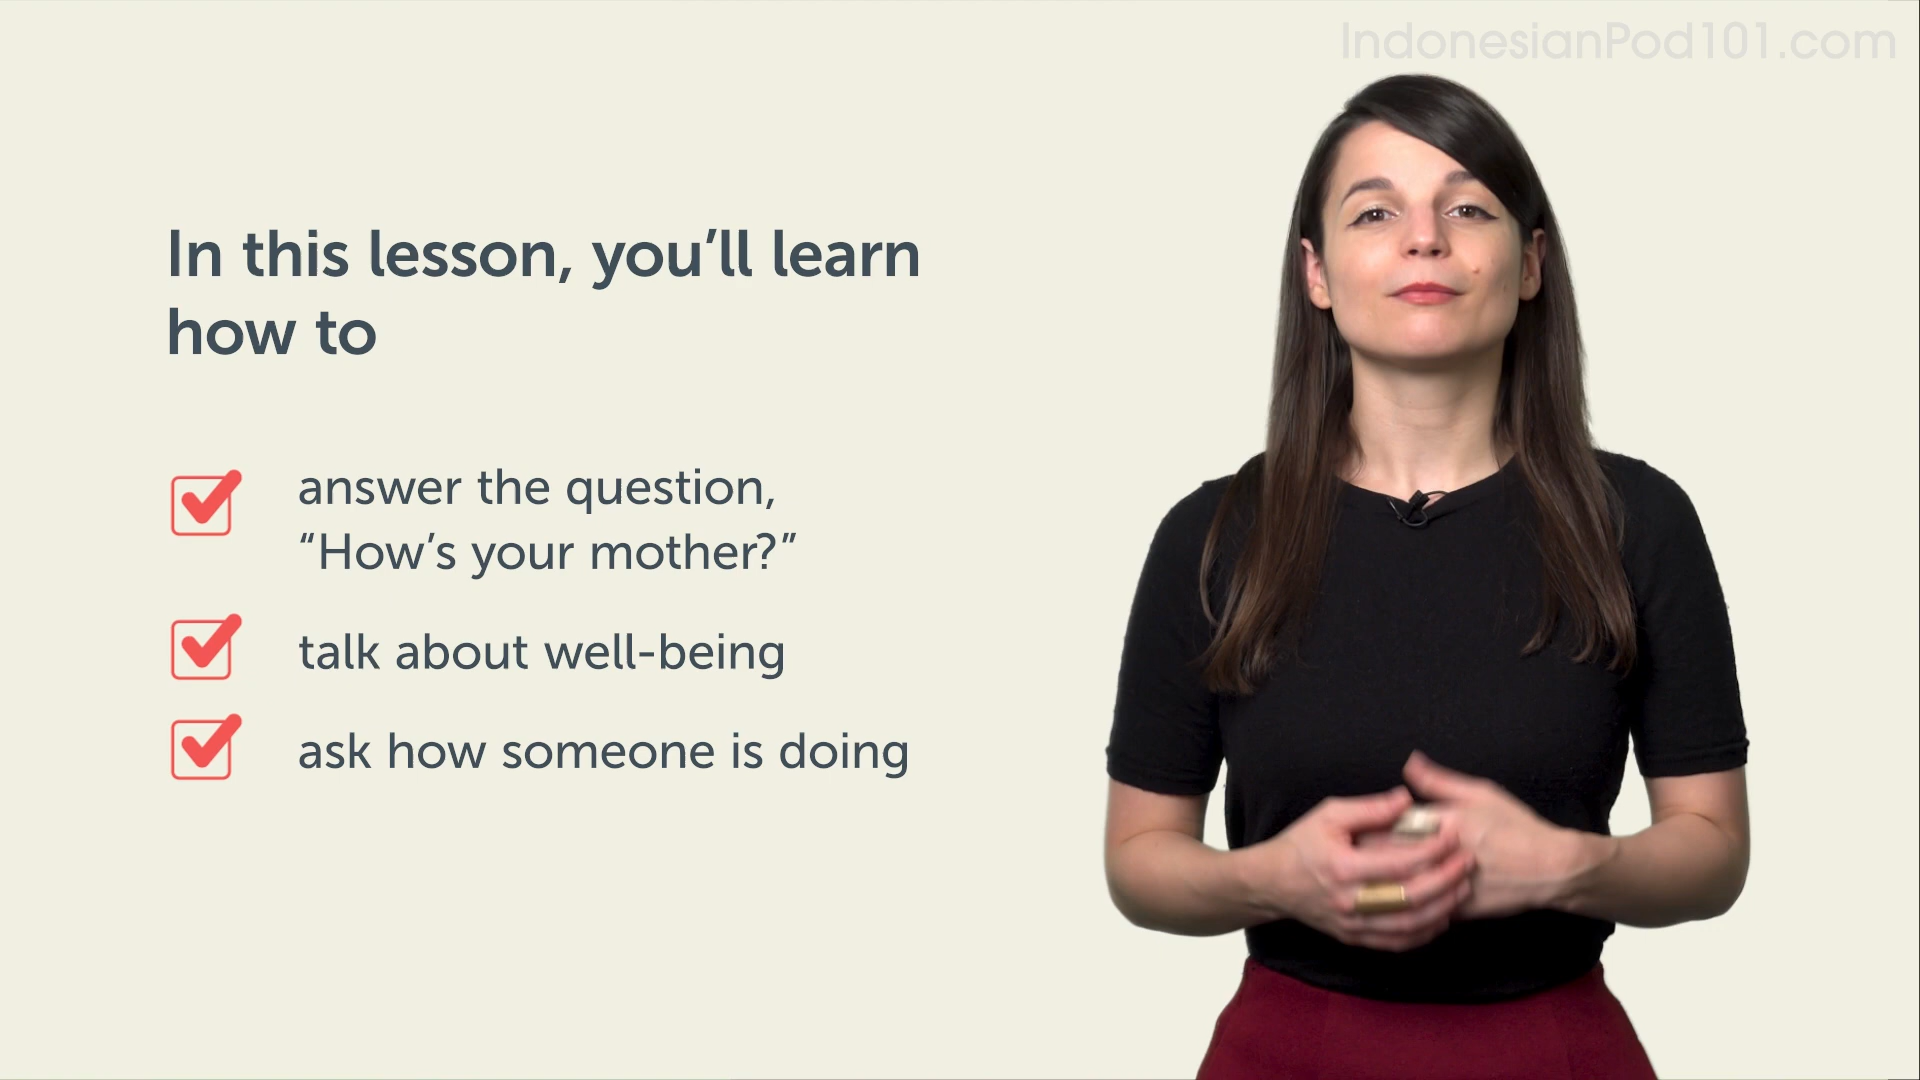 IndonesianPod101.com
In this lesson, you’ll learn
how to
answer the question,
“How’s your mother?”
talk about well-being
ask how someone is doing